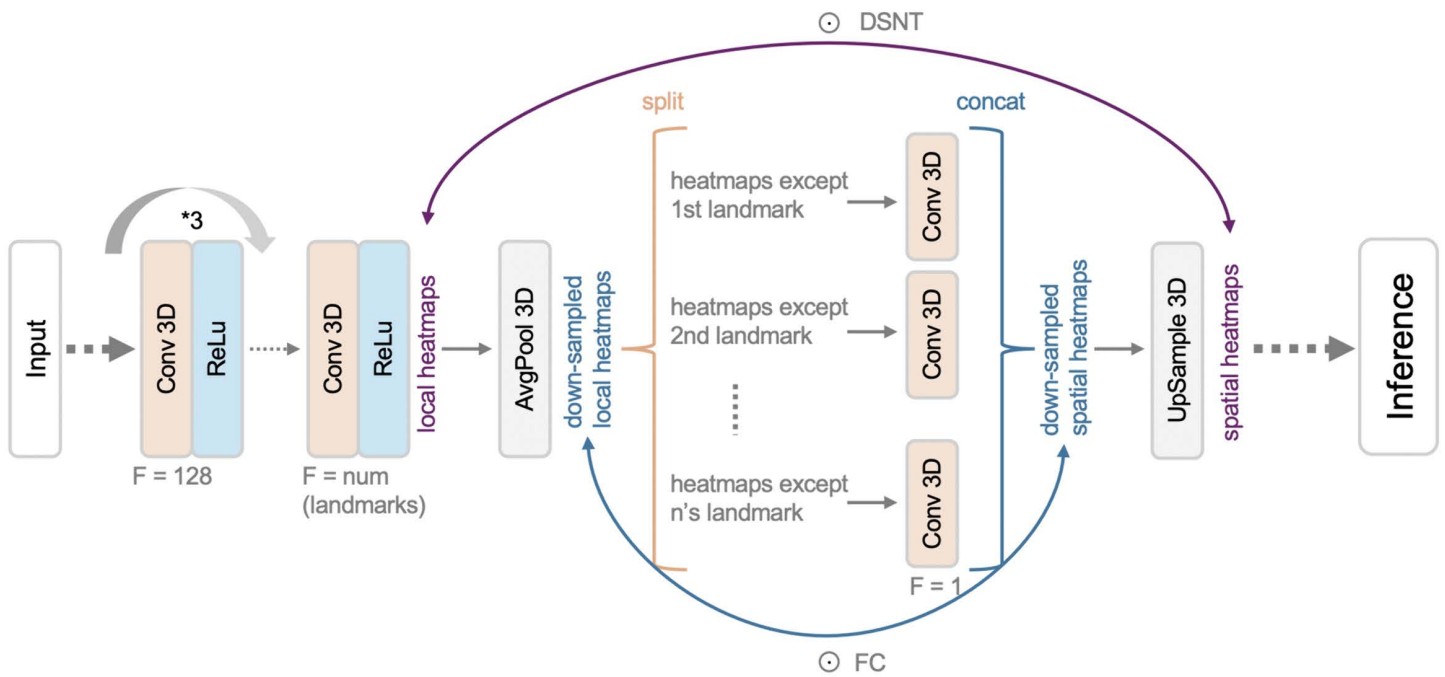 ⊙ DSNT
split
concat
*3
Input
Conv 3D
ReLu
F = 128
Conv 3D
ReLu
F = num
(landmarks)
local heatmaps
AvgPool 3D
down-sampled
local heatmaps
heatmaps except
1st landmark
Conv 3D
heatmaps except
2nd landmark
Conv 3D
heatmaps except
n's landmark
Conv 3D
F = 1
down-sampled
spatial heatmaps
UpSample 3D
spatial heatmaps
Inference
⊙ FC